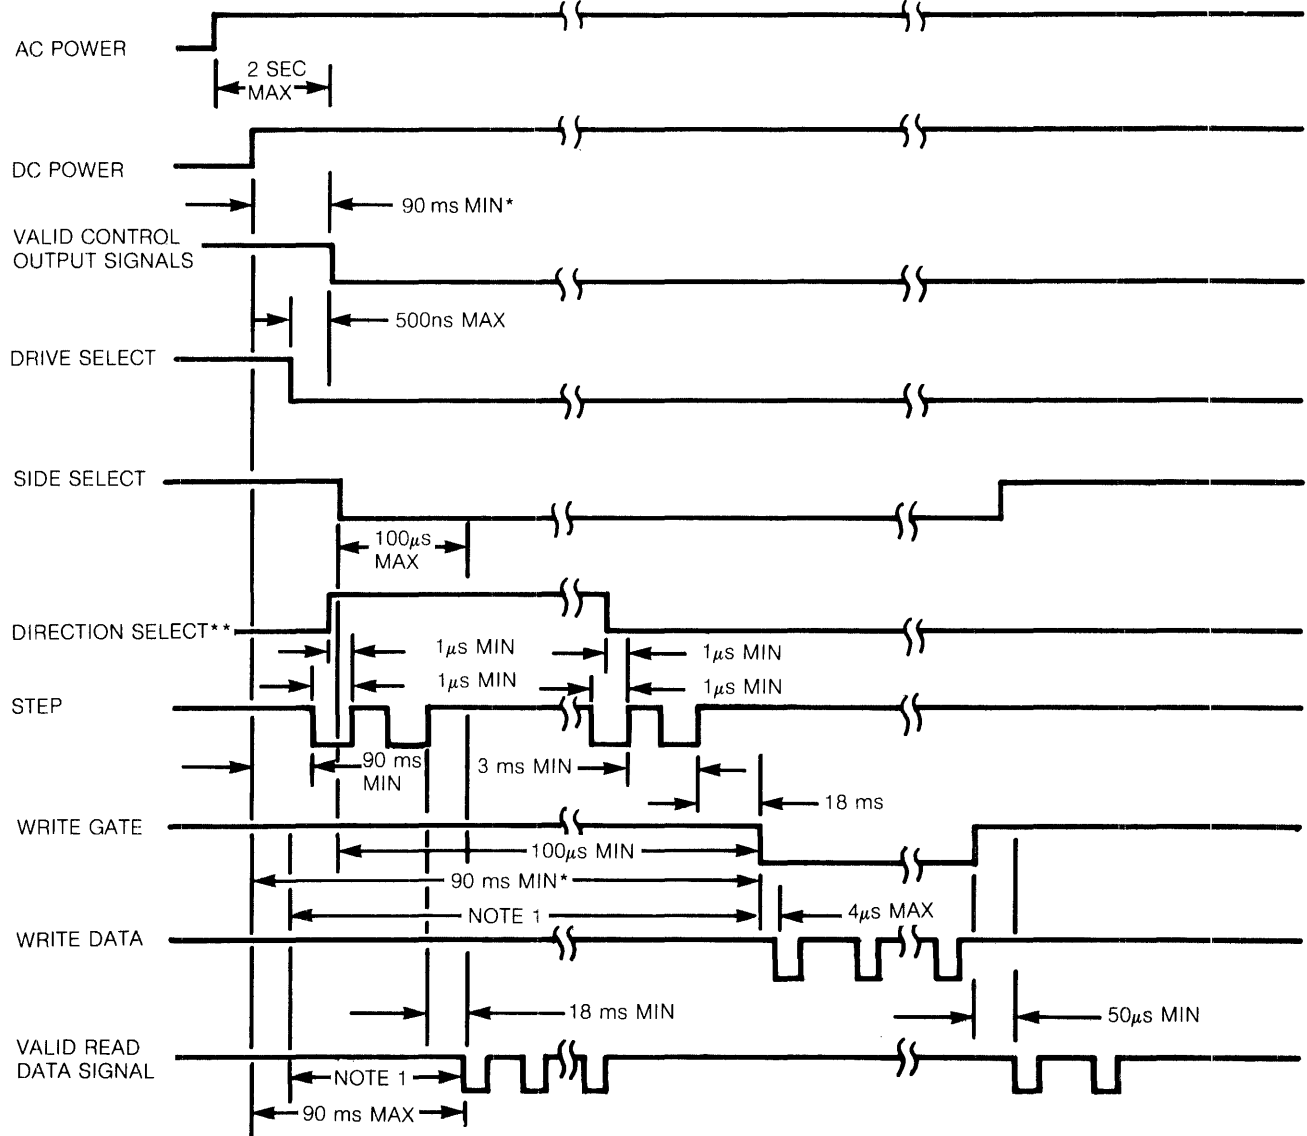 AC POWER
2 SEC
MAX
DC POWER
90 ms MIN*
VALID CONTROL
OUTPUT SIGNALS
500ns MAX
DRIVE SELECT
SIDE SELECT
100µs
MAX
DIRECTION SELECT**
1µs MIN
1µs MIN
1µs MIN
1µs MIN
STEP
90 ms
MIN
3 ms MIN
18 ms
WRITE GATE
100µs MIN
90 ms MIN*
NOTE 1
4µs MAX
WRITE DATA
18 ms MIN
50µs MIN
VALID READ
DATA SIGNAL
NOTE 1
90 ms MAX